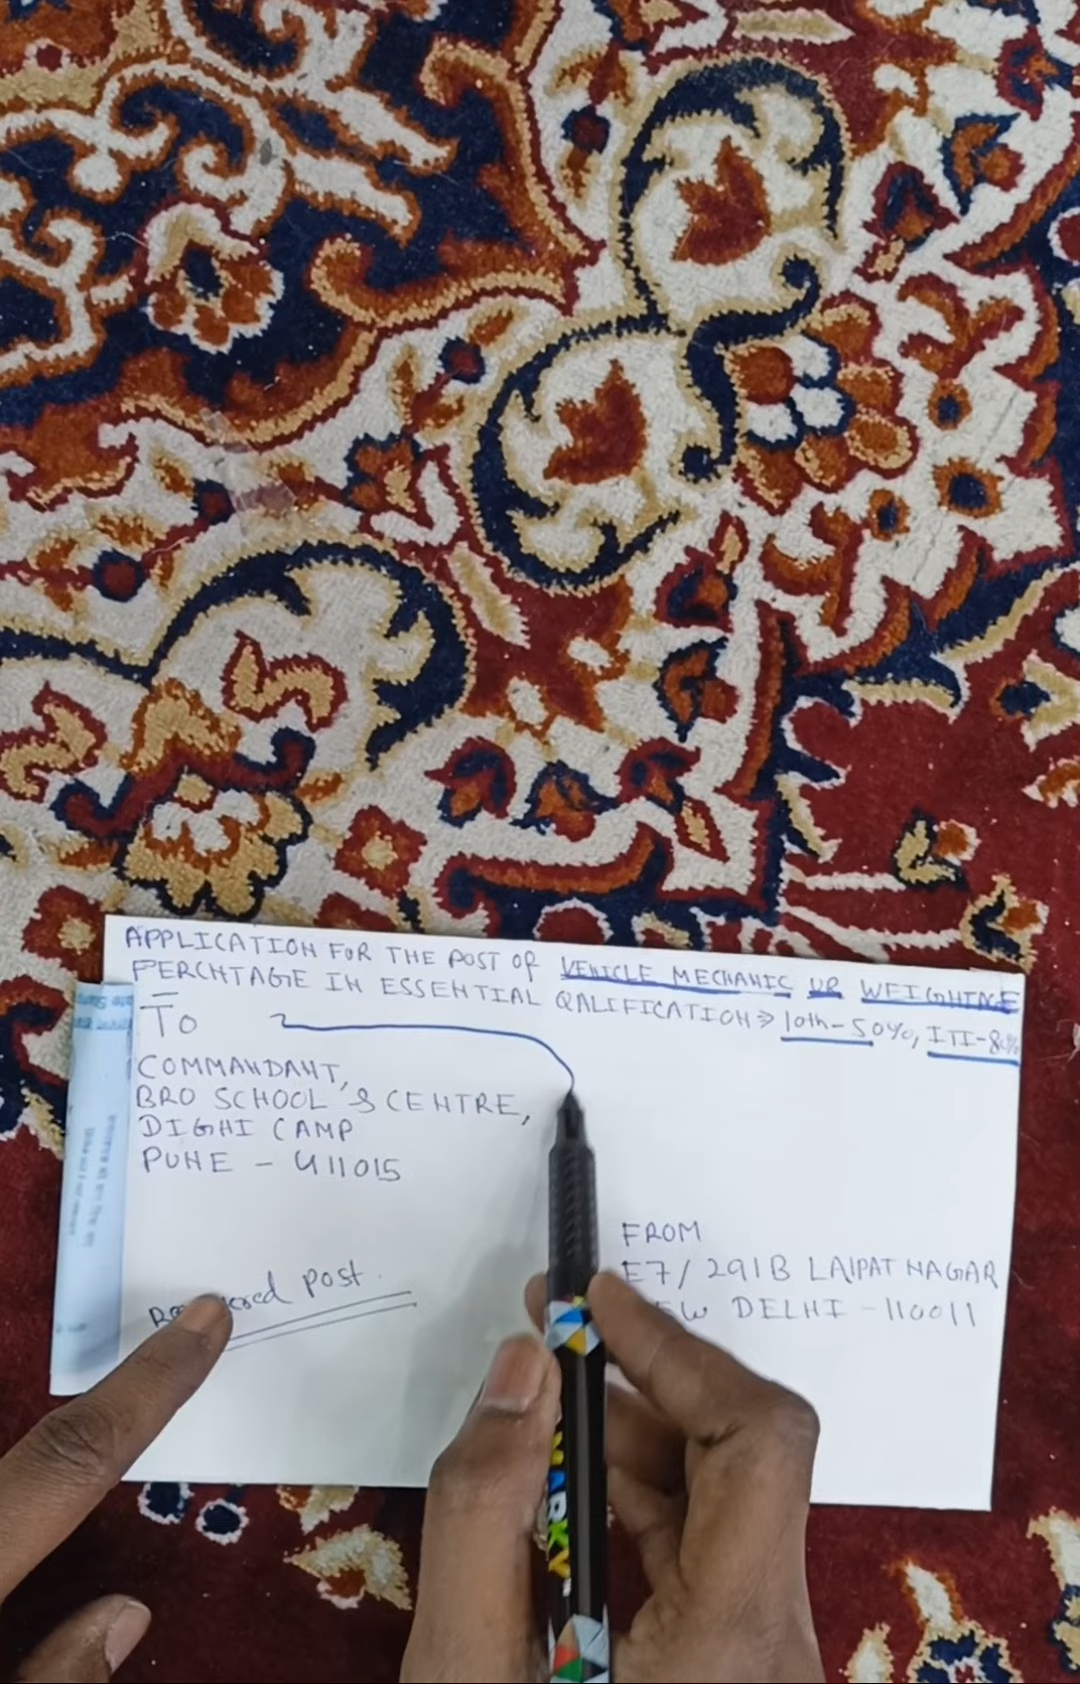 APPLICATION FOR THE POST OF VEHICLE MECHANIC UR WEIGHTAGE
PERCNTAGE IN ESSENTIAL QALIFICATION ⇒ 10th-50%, ITI-80%
To
COMMANDANT,
BRO SCHOOL & CENTRE,
DIGHI CAMP
PUNE - 411015
Post
FROM
E7/291B LAJPAT NAGAR
DELHI -110011